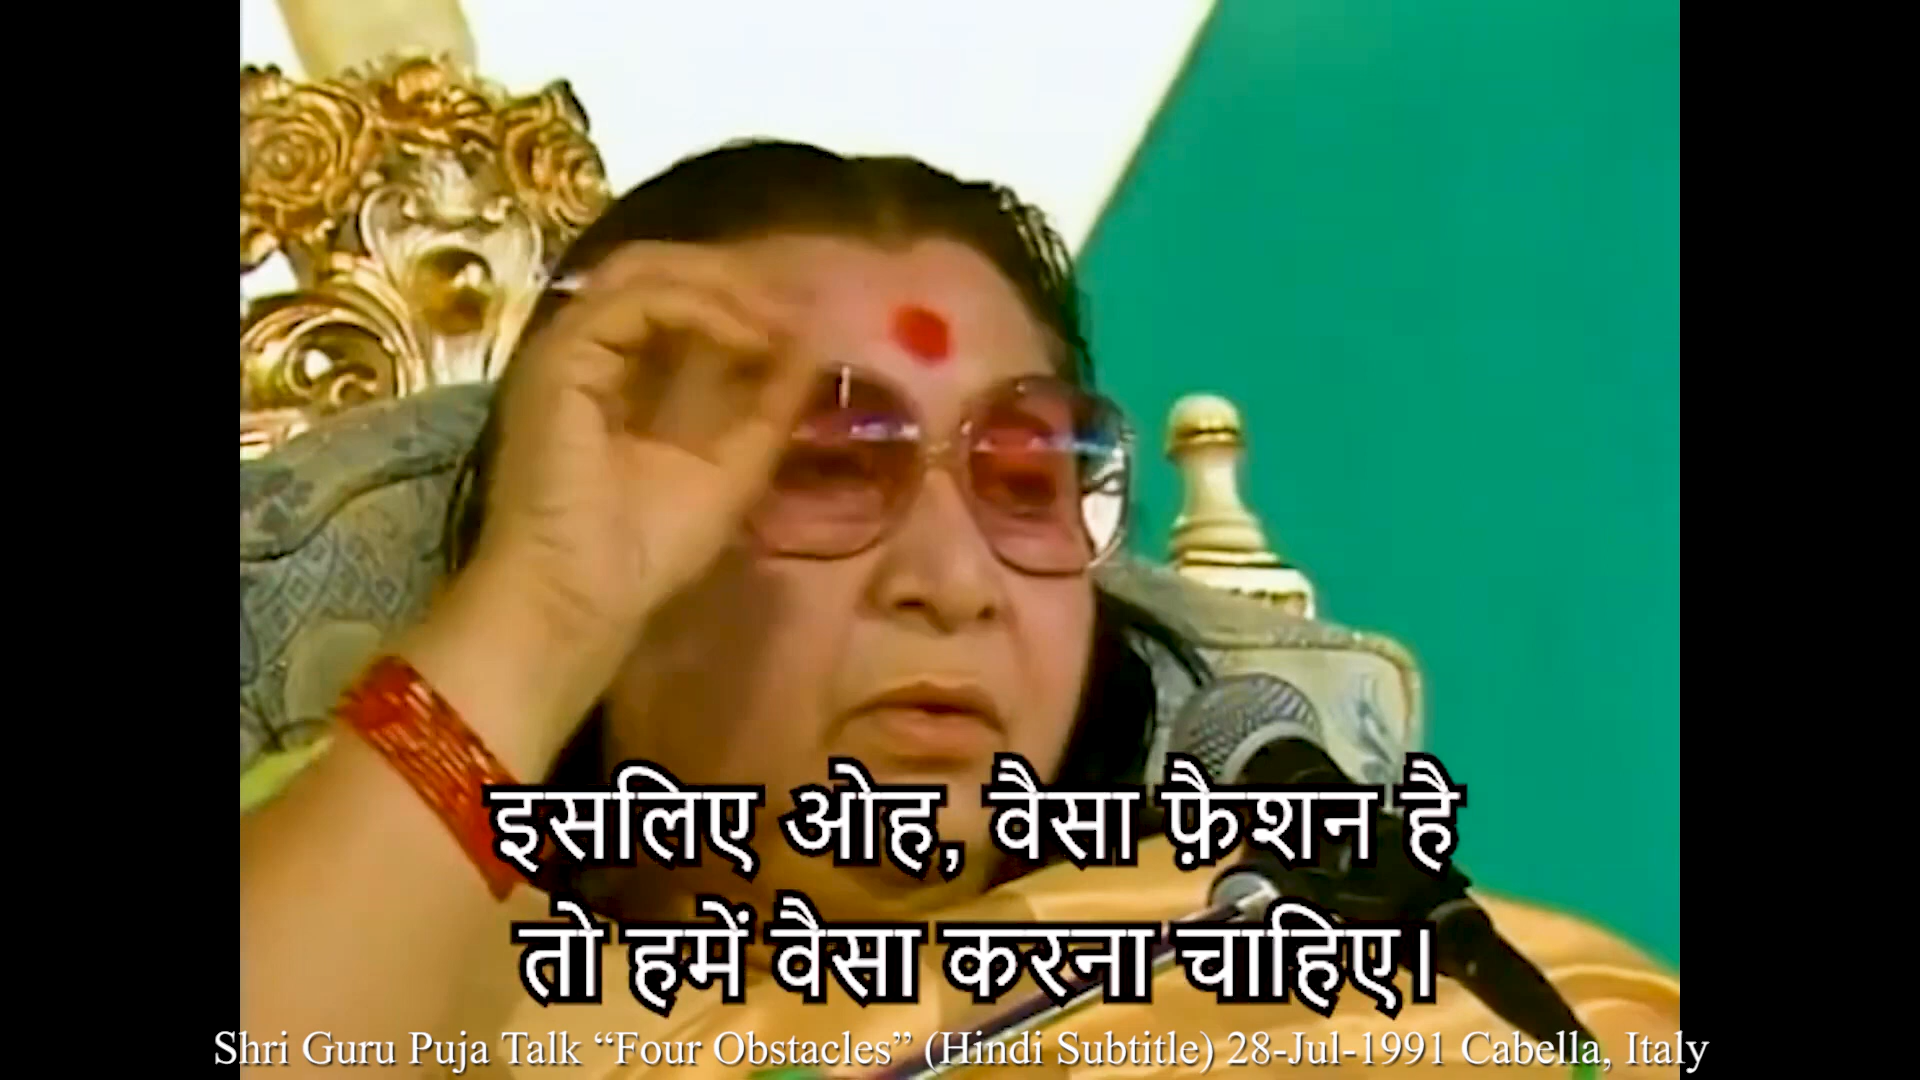 इसलिए ओह, वैसा फ़ैशन है
तो हमें वैसा करना चाहिए।
Shri Guru Puja Talk “Four Obstacles” (Hindi Subtitle) 28-Jul-1991 Cabella, Italy